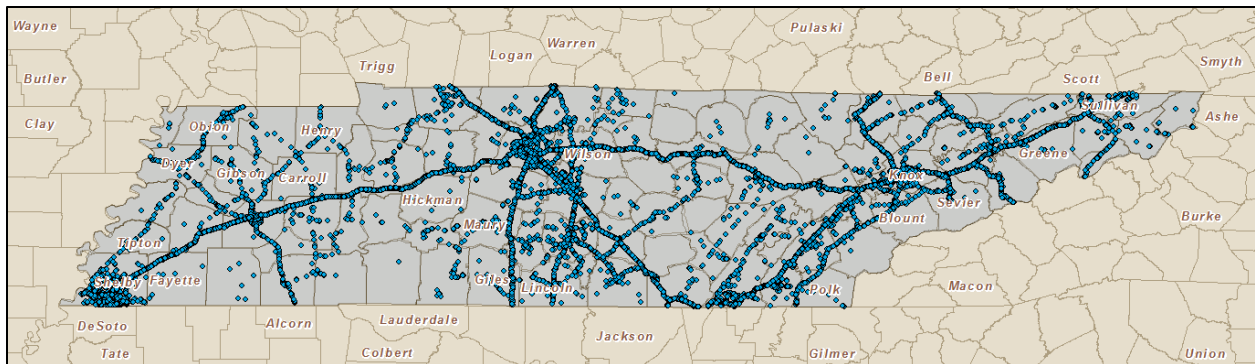 Wayne
Pulaski
Warren
Logan
Trigg
Butler
Bell
Scott
Smyth
Clay
Obion
Henry
Sullivan
Ashe
Dyer
Gibson
Carroll
Wilson
Greene
Knox
Hickman
Sevier
Maury
Blount
Burke
Tipton
Shelby
Fayette
Giles
Lincoln
Polk
Macon
DeSoto
Alcorn
Lauderdale
Jackson
Tate
Colbert
Gilmer
Union